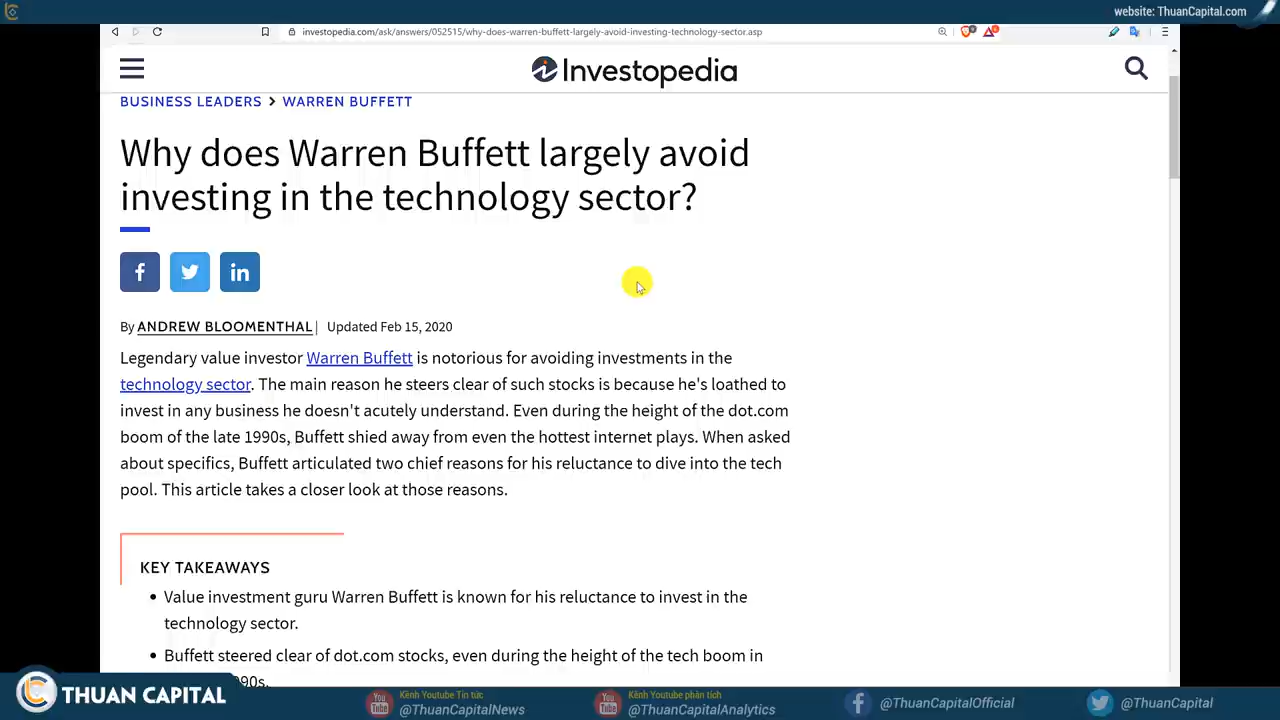 website: ThuanCapital.com
investopedia.com/ask/answers/052515/why-does-warren-buffett-largely-avoid-investing-technology-sector.asp
Investopedia
BUSINESS LEADERS > WARREN BUFFETT
Why does Warren Buffett largely avoid
investing in the technology sector?
By ANDREW BLOOMENTHAL | Updated Feb 15, 2020
Legendary value investor Warren Buffett is notorious for avoiding investments in the
technology sector. The main reason he steers clear of such stocks is because he's loathed to
invest in any business he doesn't acutely understand. Even during the height of the dot.com
boom of the late 1990s, Buffett shied away from even the hottest internet plays. When asked
about specifics, Buffett articulated two chief reasons for his reluctance to dive into the tech
pool. This article takes a closer look at those reasons.
KEY TAKEAWAYS
• Value investment guru Warren Buffett is known for his reluctance to invest in the
technology sector.
• Buffett steered clear of dot.com stocks, even during the height of the tech boom in
90s.
THUAN CAPITAL
Kênh Youtube Tin tức
@ThuanCapitalNews
Kênh Youtube phân tích
@ThuanCapitalAnalytics
@ThuanCapitalOfficial
@ThuanCapital